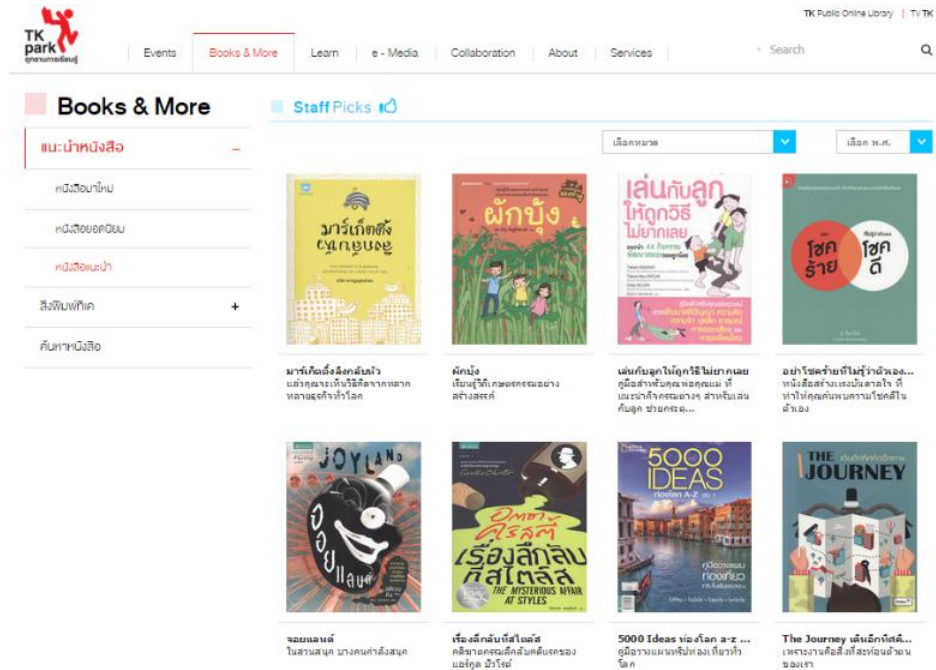 TK Public Online Library | TV TK
TK
park
อุทยานการเรียนรู้
Events
Books & More
Learn
e - Media
Collaboration
About
Services
Search
Books & More
แนะนำหนังสือ
หนังสือมาใหม่
หนังสือยอดนิยม
หนังสือแนะนำ
สิ่งพิมพ์ทีเค
ค้นหาหนังสือ
Staff Picks
เลือกหมวด
เลือก พ.ศ.
มาร์เก็ตติ้ง
ผักบุ้ง
เล่นกับลูก
ให้ถูกวิธี
ไม่ยากเลย
โชคร้าย
โชคดี
มาร์เก็ตติ้งลิงกลับหัว
แล้วคุณจะเห็นวิธีคิดจากหลาก
หลายธุรกิจทั่วโลก
ผักบุ้ง
เรียนรู้วิถีเกษตรกรรมอย่าง
สร้างสรรค์
เล่นกับลูกให้ถูกวิธีไม่ยากเลย
คู่มือสำหรับคุณพ่อคุณแม่ ที่
แนะนำกิจกรรมต่างๆ สำหรับเล่น
กับลูก ช่วยกระตุ...
อย่าโชคร้ายที่ไม่รู้ว่าตัวเอง...
หนังสือสร้างแรงบันดาลใจ ที่
ทำให้คุณค้นพบความโชคดีใน
ตัวเอง
JOYLAND
จอยแลนด์
อกาธา
คริสตี
เรื่องลึกลับ
ที่สไตล์ส
THE MYSTERIOUS AFFAIR
AT STYLES
5000
IDEAS
ท่องโลก A-Z เล่ม 1
คู่มือวางแผน
ท่องเที่ยว
THE
JOURNEY
จอยแลนด์
ในสวนสนุก บางคนกำลังสนุก
เรื่องลึกลับที่สไตล์ส
คดีฆาตกรรมลึกลับคดีแรกของ
แอร์กูล ปัวโรต์
5000 Ideas ท่องโลก a-z ...
คู่มือวางแผนทริปท่องเที่ยวทั่ว
โลก
The Journey เดินอีกทีคดี...
เพราะงานคือสิ่งที่สะท้อนตัวตน
ของเรา